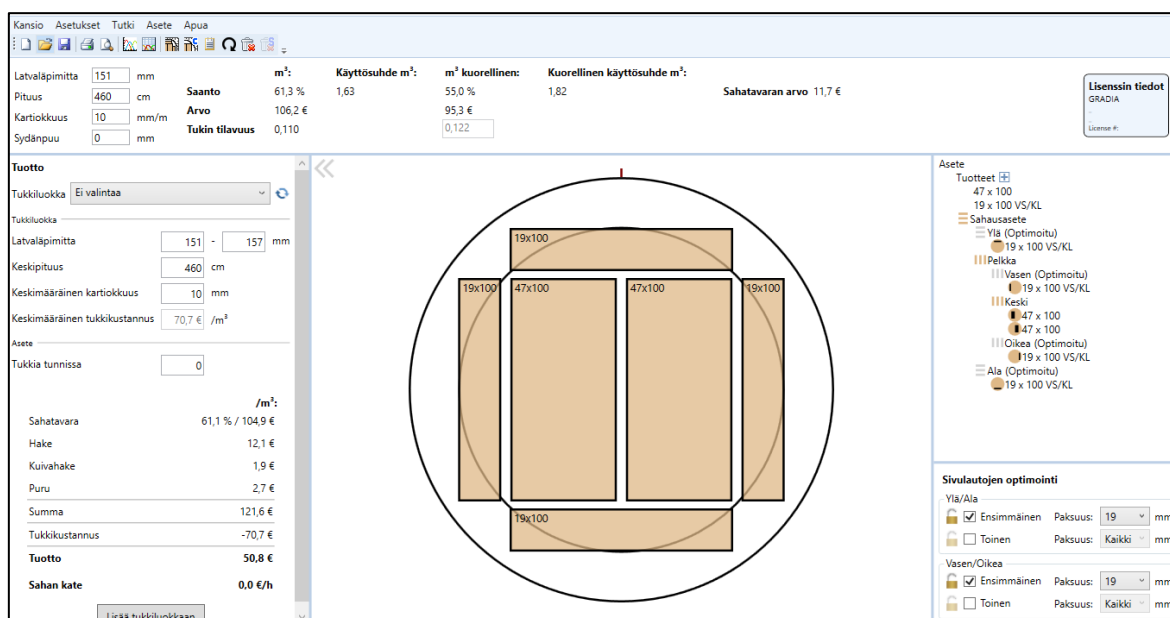 Kansio Asetukset Tutki Asete Apua
Latvaläpimitta 151 mm
Pituus 460 cm
Kartiokkuus 10 mm/m
Sydänpuu 0 mm
m³: Käyttösuhde m³: m³ kuorellinen: Kuorellinen käyttösuhde m³:
Saanto 61,3 % 1,63 55,0 % 1,82 Sahatavaran arvo 11,7 €
Arvo 106,2 € 95,3 €
Tukin tilavuus 0,110 0,122
Lisenssin tiedot
GRADIA
License #:
Tuotto
Tukkiluokka Ei valintaa
Tukkiluokka
Latvaläpimitta 151 - 157 mm
Keskipituus 460 cm
Keskimääräinen kartiokkuus 10 mm
Keskimääräinen tukkikustannus 70,7 € /m³
Asete
Tukkia tunnissa 0
/m³:
Sahatavara 61,1 % / 104,9 €
Hake 12,1 €
Kuivahake 1,9 €
Puru 2,7 €
Summa 121,6 €
Tukkikustannus -70,7 €
Tuotto 50,8 €
Sahan kate 0,0 €/h
Lisää tukkiluokkaan
19x100
19x100 47x100 47x100 19x100
19x100
Asete
Tuotteet
47 x 100
19 x 100 VS/KL
Sahausasete
Ylä (Optimoitu)
19 x 100 VS/KL
Pelkka
Vasen (Optimoitu)
19 x 100 VS/KL
Keski
47 x 100
47 x 100
Oikea (Optimoitu)
19 x 100 VS/KL
Ala (Optimoitu)
19 x 100 VS/KL
Sivulautojen optimointi
Ylä/Ala
Ensimmäinen Paksuus: 19 mm
Toinen Paksuus: Kaikki mm
Vasen/Oikea
Ensimmäinen Paksuus: 19 mm
Toinen Paksuus: Kaikki mm